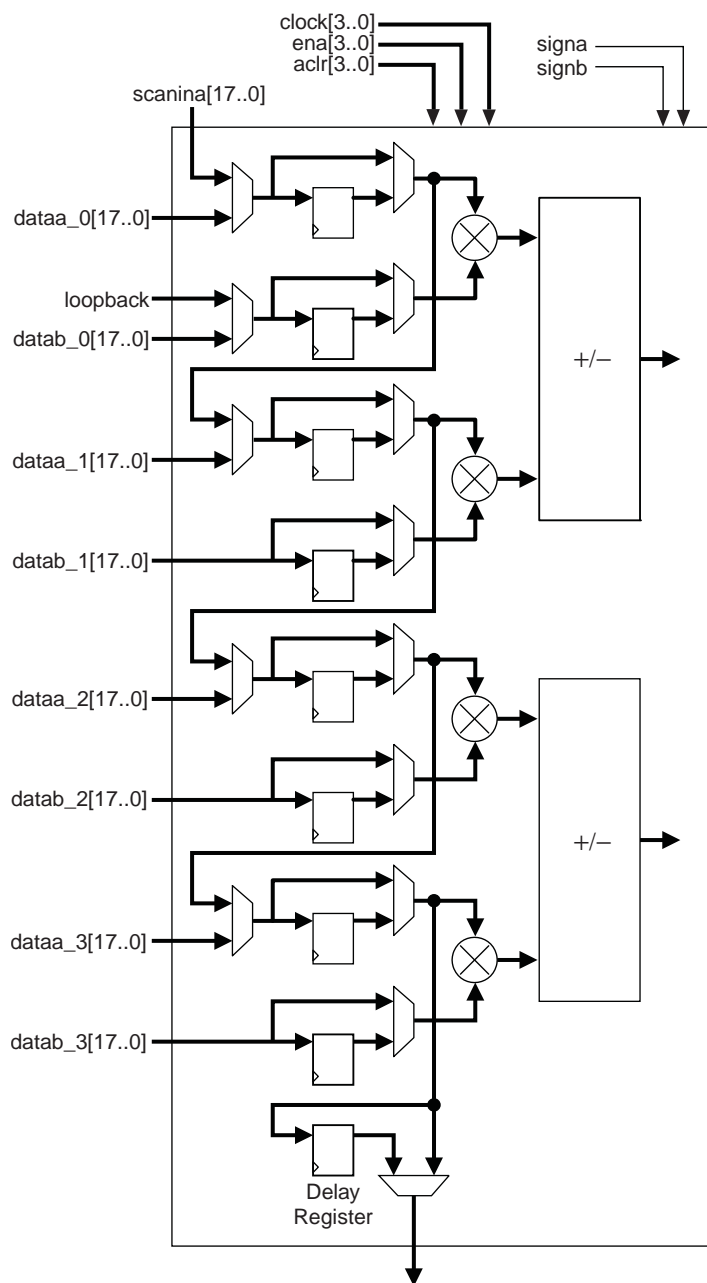 clock[3..0]
ena[3..0]
aclr[3..0]
signa
signb
scanina[17..0]
dataa_0[17..0]
loopback
datab_0[17..0]
+/−
dataa_1[17..0]
datab_1[17..0]
dataa_2[17..0]
datab_2[17..0]
+/−
dataa_3[17..0]
datab_3[17..0]
Delay
Register